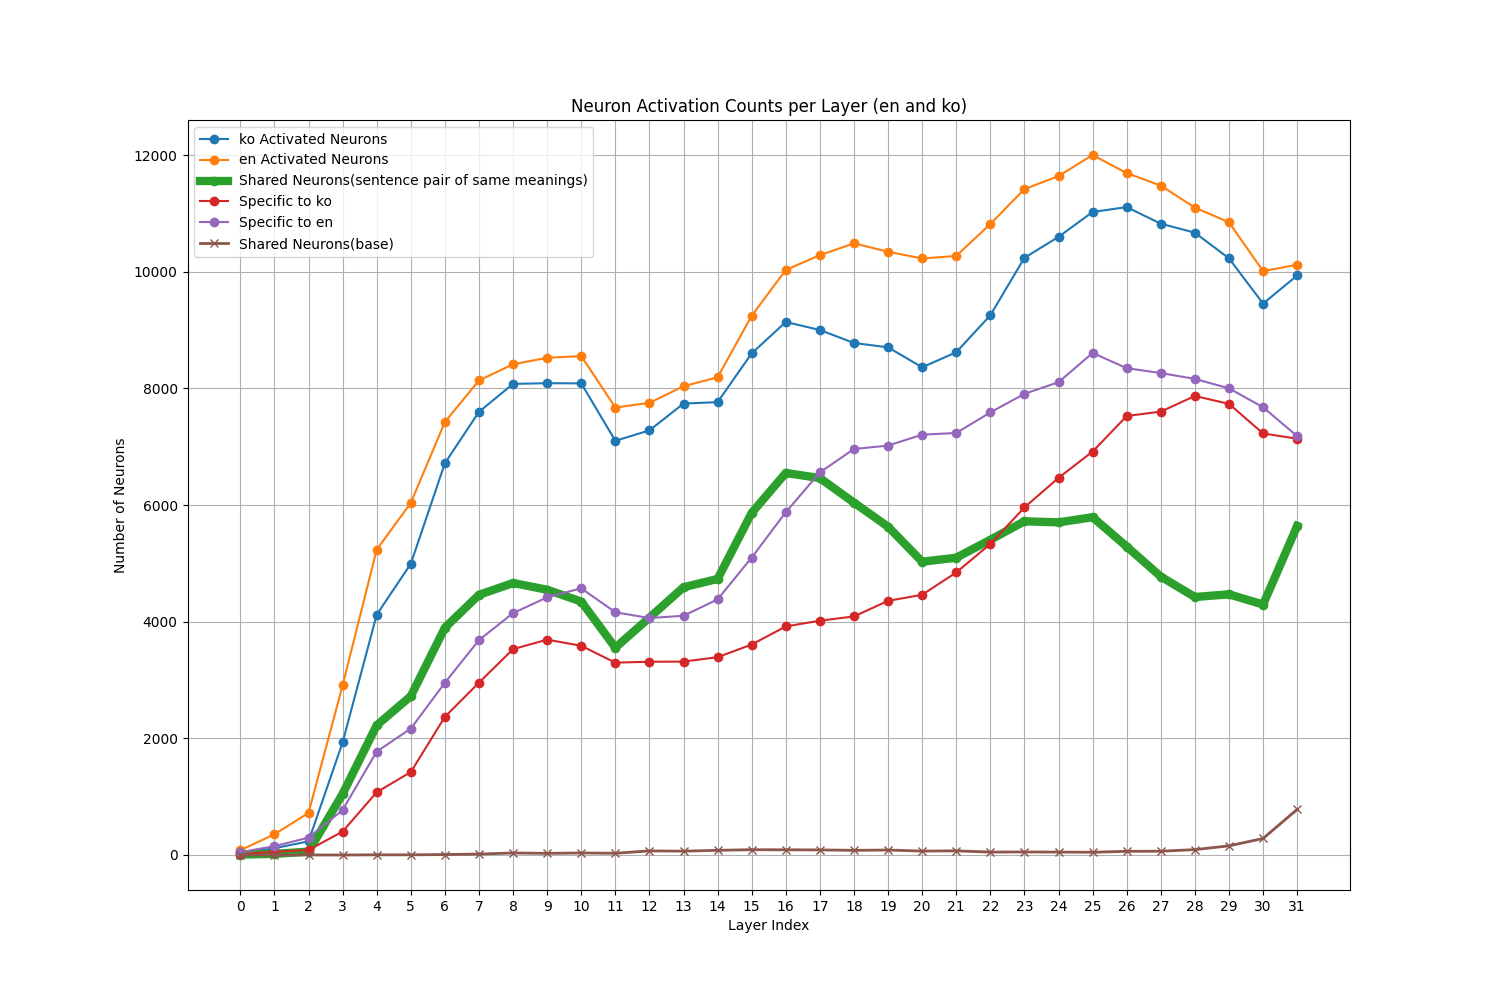 Neuron Activation Counts per Layer (en and ko)
ko Activated Neurons
en Activated Neurons
Shared Neurons(sentence pair of same meanings)
Specific to ko
Specific to en
Shared Neurons(base)
Number of Neurons
12000
10000
8000
6000
4000
2000
0
0 1 2 3 4 5 6 7 8 9 10 11 12 13 14 15 16 17 18 19 20 21 22 23 24 25 26 27 28 29 30 31
Layer Index